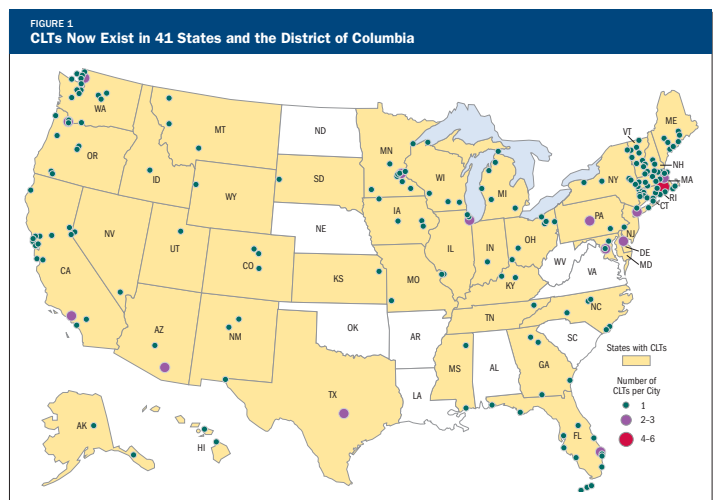 FIGURE 1
CLTs Now Exist in 41 States and the District of Columbia
WA
OR
ID
MT
ND
MN
SD
WY
NE
IA
WI
MI
NV
UT
CO
CA
AZ
NM
KS
OK
TX
MO
AR
LA
IL
IN
OH
KY
TN
MS
AL
GA
FL
SC
NC
VA
WV
PA
NY
VT
ME
NH
MA
RI
CT
NJ
DE
MD
AK
HI
States with CLTs
Number of
CLTs per City
1
2–3
4–6